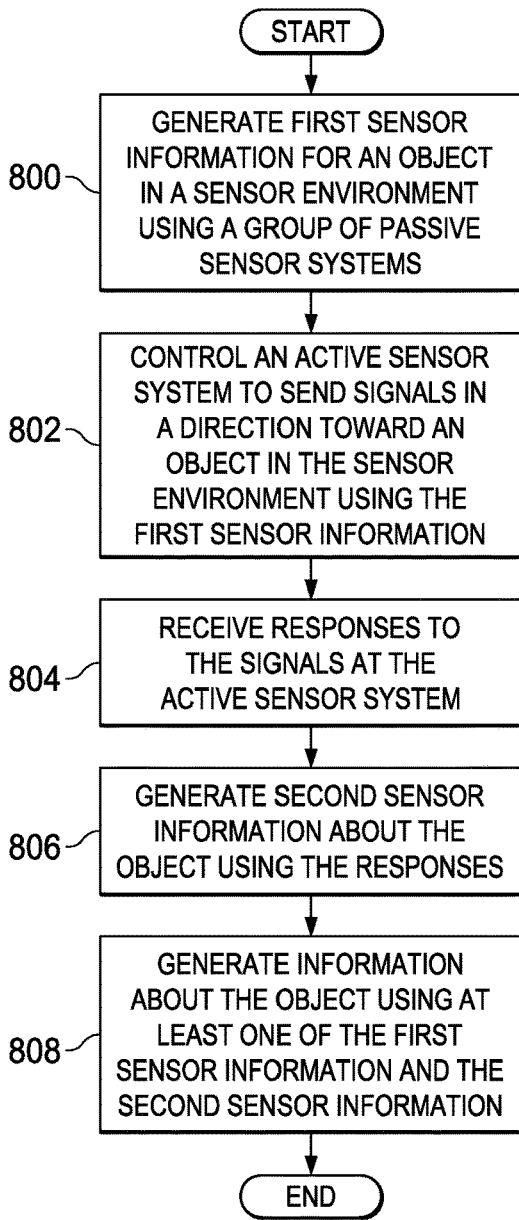 START
800
GENERATE FIRST SENSOR
INFORMATION FOR AN OBJECT
IN A SENSOR ENVIRONMENT
USING A GROUP OF PASSIVE
SENSOR SYSTEMS
802
CONTROL AN ACTIVE SENSOR
SYSTEM TO SEND SIGNALS IN
A DIRECTION TOWARD AN
OBJECT IN THE SENSOR
ENVIRONMENT USING THE
FIRST SENSOR INFORMATION
804
RECEIVE RESPONSES TO
THE SIGNALS AT THE
ACTIVE SENSOR SYSTEM
806
GENERATE SECOND SENSOR
INFORMATION ABOUT THE
OBJECT USING THE RESPONSES
808
GENERATE INFORMATION
ABOUT THE OBJECT USING AT
LEAST ONE OF THE FIRST
SENSOR INFORMATION AND THE
SECOND SENSOR INFORMATION
END